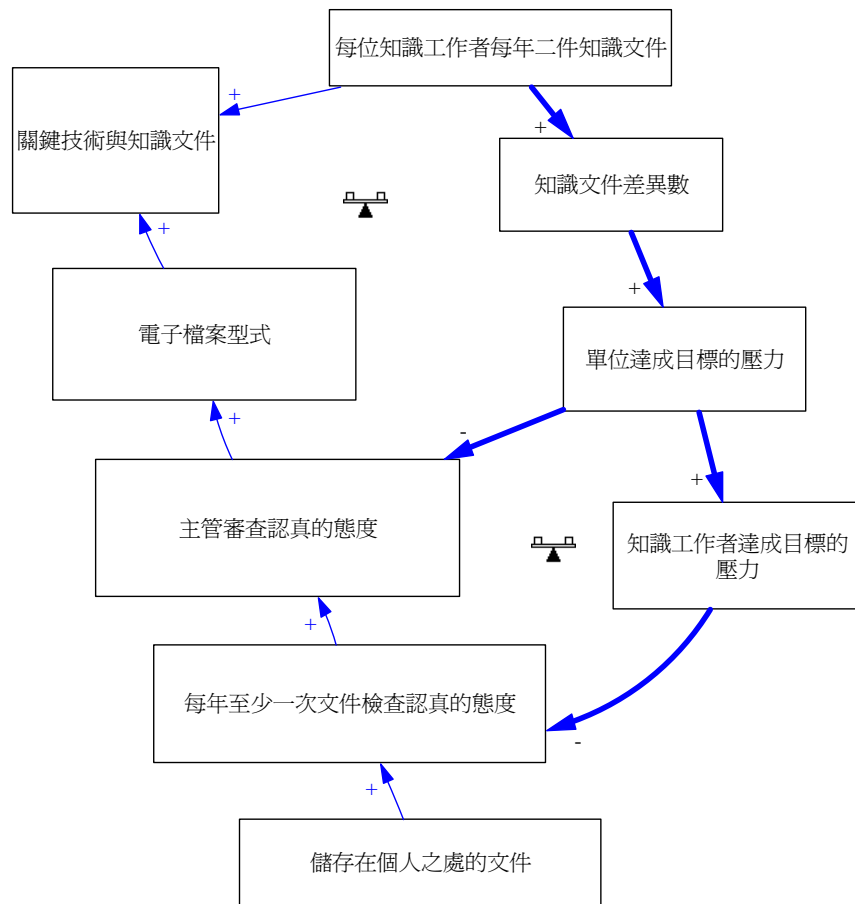 每位知識工作者每年二件知識文件
+
關鍵技術與知識文件
+
知識文件差異數
+
+
電子檔案型式
單位達成目標的壓力
+
-
+
主管審查認真的態度
知識工作者達成目標的
壓力
+
每年至少一次文件檢查認真的態度
-
+
儲存在個人之處的文件